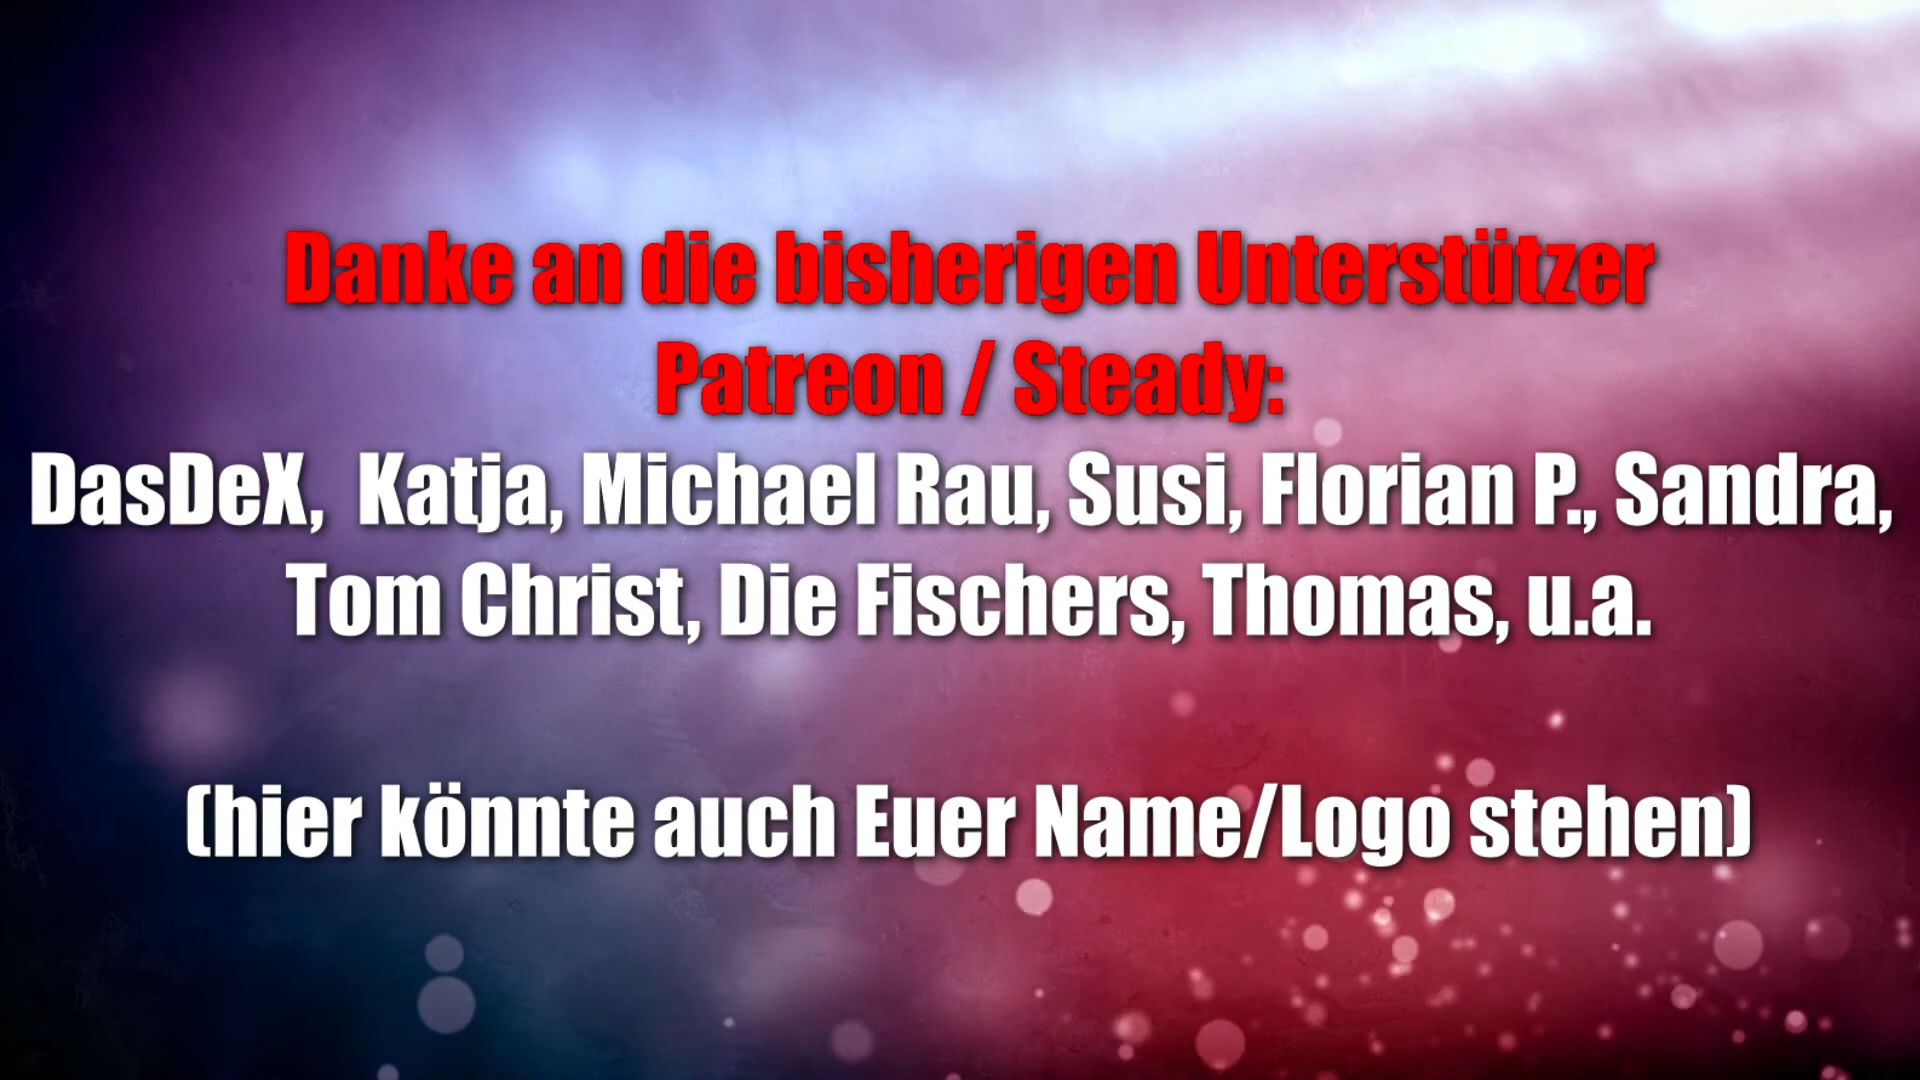 Danke an die bisherigen Unterstützer
Patreon / Steady:
DasDeX,  Katja, Michael Rau, Susi, Florian P., Sandra,
Tom Christ, Die Fischers, Thomas, u.a.
(hier könnte auch Euer Name/Logo stehen)